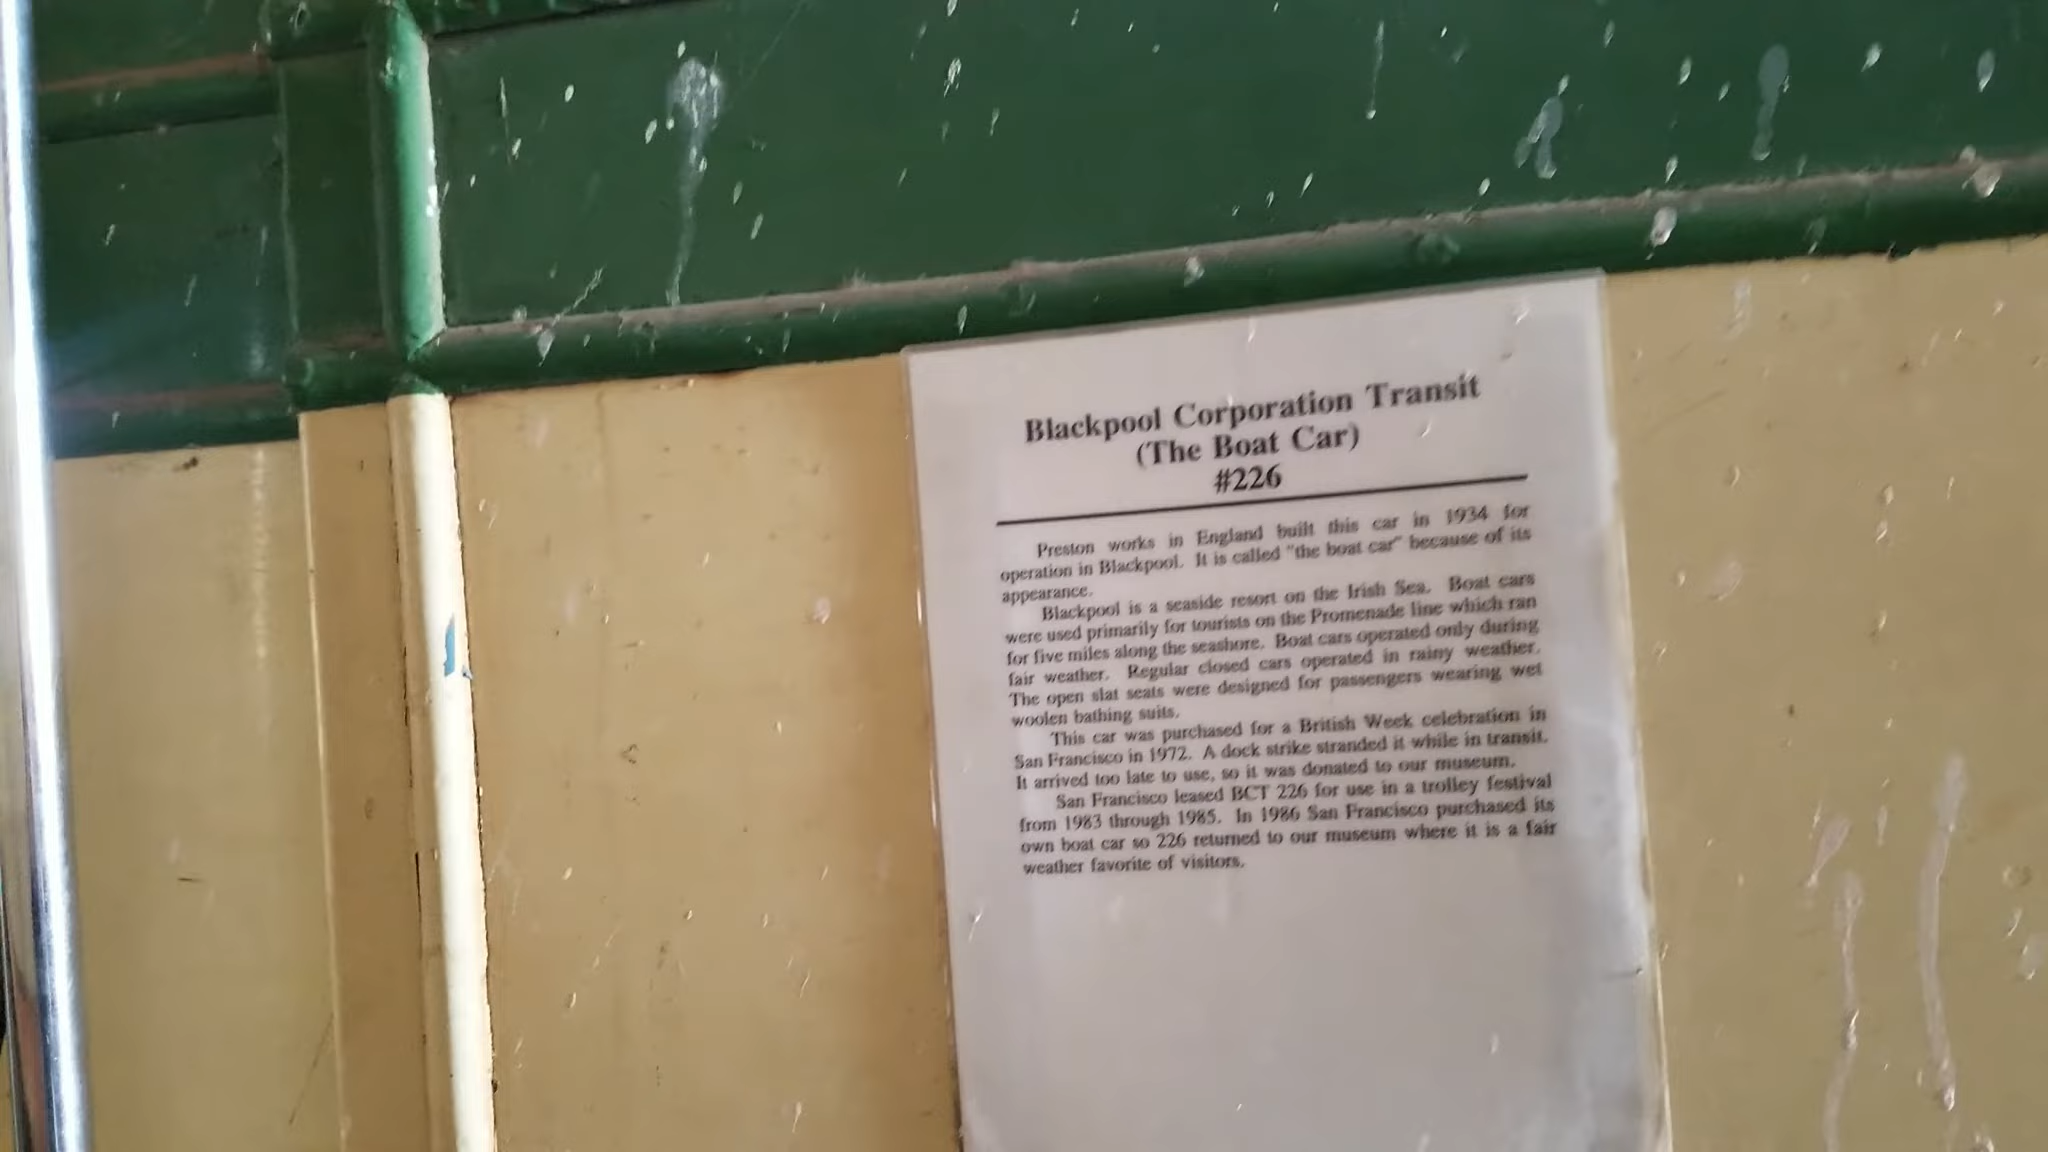 Blackpool Corporation Transit
(The Boat Car)
#226
Preston works in England built this car in 1934 for
operation in Blackpool. It is called "the boat car" because of its
appearance.
Blackpool is a seaside resort on the Irish Sea. Boat cars
were used primarily for tourists on the Promenade line which ran
for five miles along the seashore. Boat cars operated only during
fair weather. Regular closed cars operated in rainy weather.
The open slat seats were designed for passengers wearing wet
woolen bathing suits.
This car was purchased for a British Week celebration in
San Francisco in 1972. A dock strike stranded it while in transit.
It arrived too late to use, so it was donated to our museum.
San Francisco leased BCT 226 for use in a trolley festival
from 1983 through 1985. In 1986 San Francisco purchased its
own boat car so 226 returned to our museum where it is a fair
weather favorite of visitors.